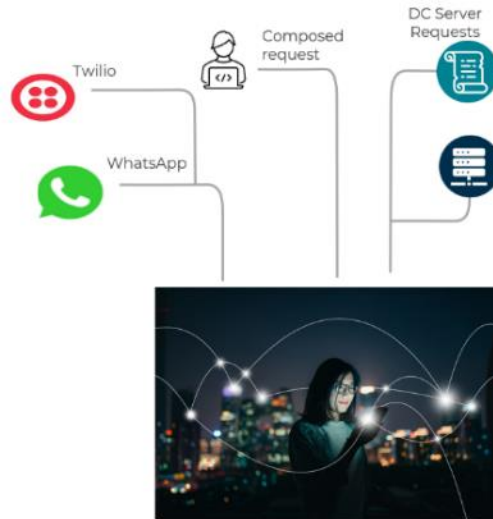 DC Server
Requests
Composed
request
Twilio
WhatsApp